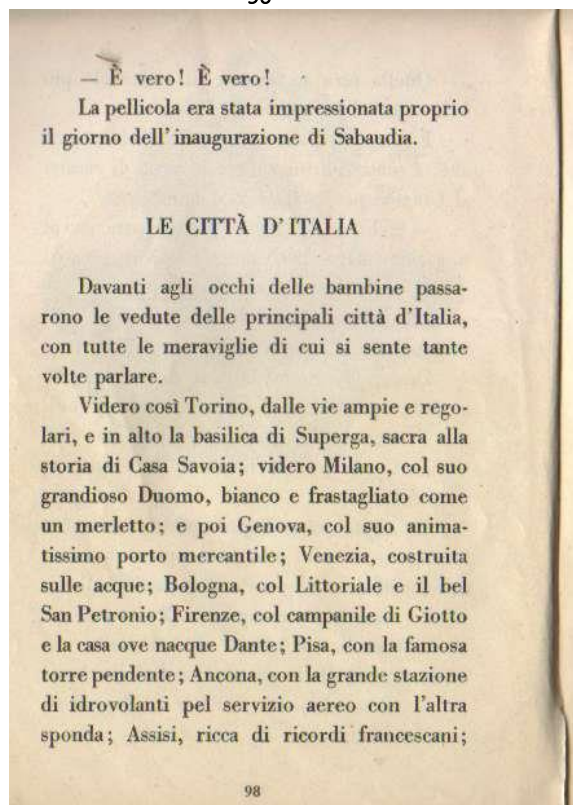 — È vero! È vero!
La pellicola era stata impressionata proprio
il giorno dell'inaugurazione di Sabaudia.
LE CITTÀ D'ITALIA
Davanti agli occhi delle bambine passa-
rono le vedute delle principali città d'Italia,
con tutte le meraviglie di cui si sente tante
volte parlare.
Videro così Torino, dalle vie ampie e rego-
lari, e in alto la basilica di Superga, sacra alla
storia di Casa Savoia; videro Milano, col suo
grandioso Duomo, bianco e frastagliato come
un merletto; e poi Genova, col suo anima-
tissimo porto mercantile; Venezia, costruita
sulle acque; Bologna, col Littoriale e il bel
San Petronio; Firenze, col campanile di Giotto
e la casa ove nacque Dante; Pisa, con la famosa
torre pendente; Ancona, con la grande stazione
di idrovolanti pel servizio aereo con l'altra
sponda; Assisi, ricca di ricordi francescani;
98